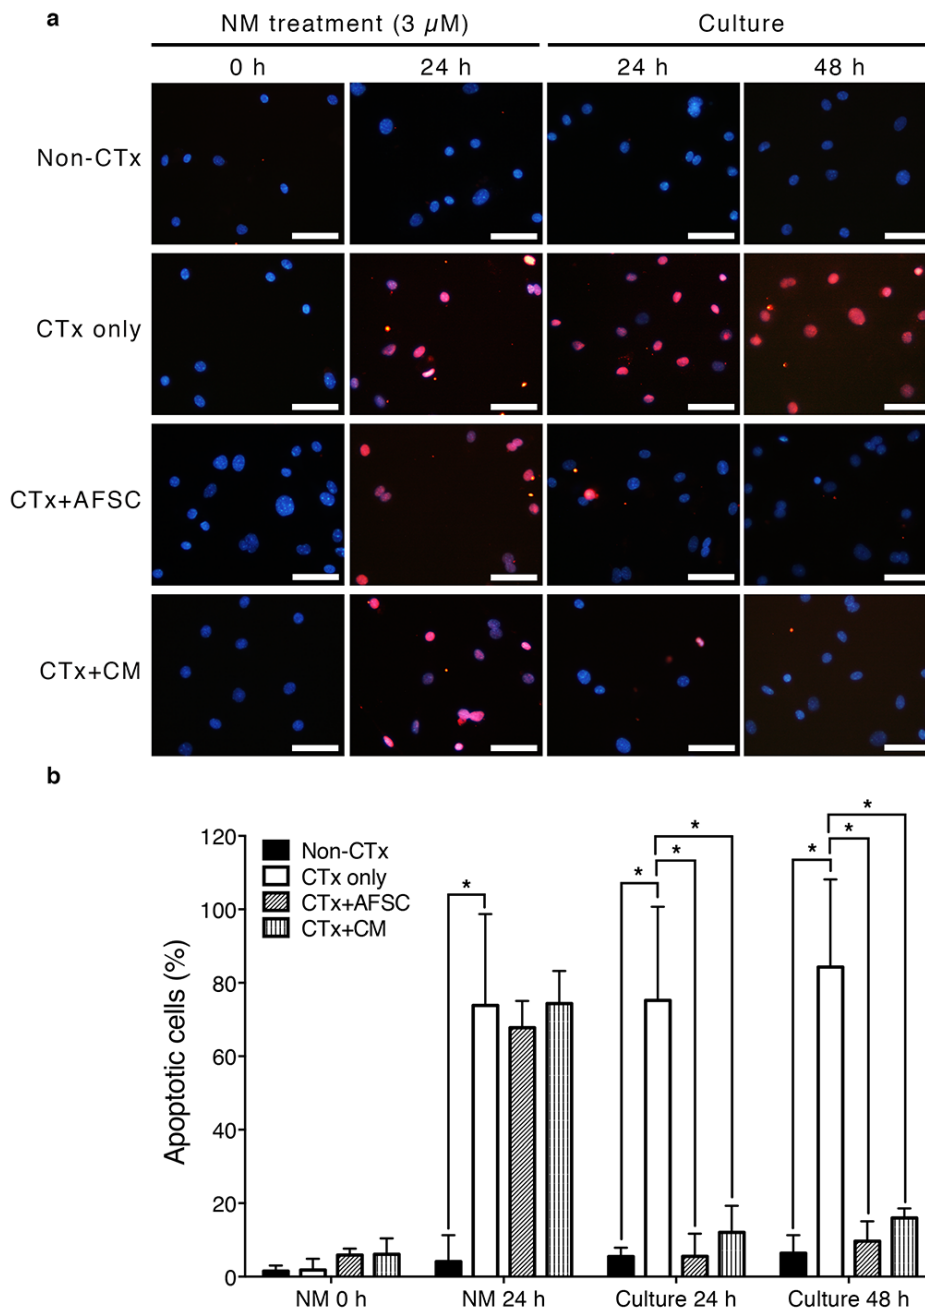 a
NM treatment (3 µM) Culture
0 h 24 h 24 h 48 h
Non-CTx
CTx only
CTx+AFSC
CTx+CM
b
* * * * * * *
Non-CTx
CTx only
CTx+AFSC
CTx+CM
Apoptotic cells (%)
120
100
80
60
40
20
0
NM 0 h NM 24 h Culture 24 h Culture 48 h